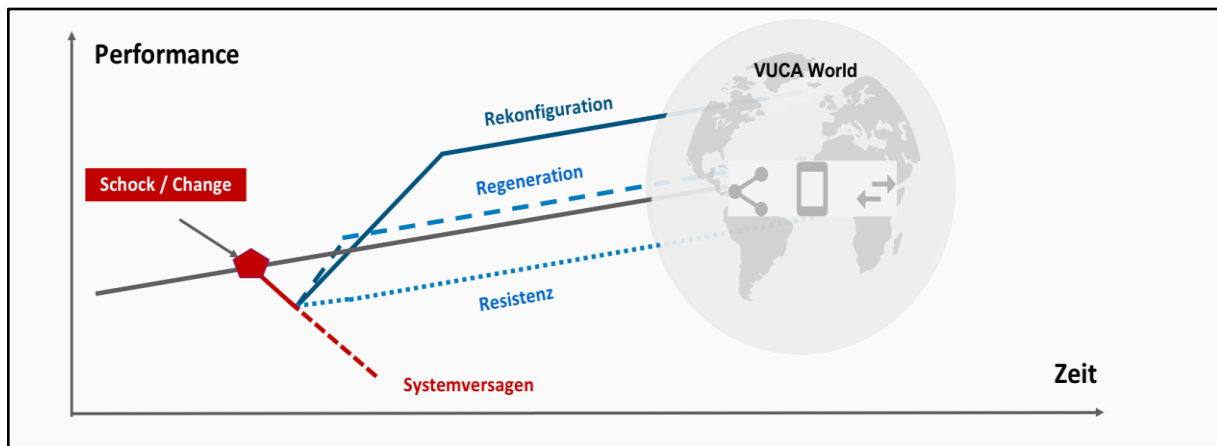 Performance
VUCA World
Rekonfiguration
Schock / Change
Regeneration
Resistenz
Systemversagen
Zeit